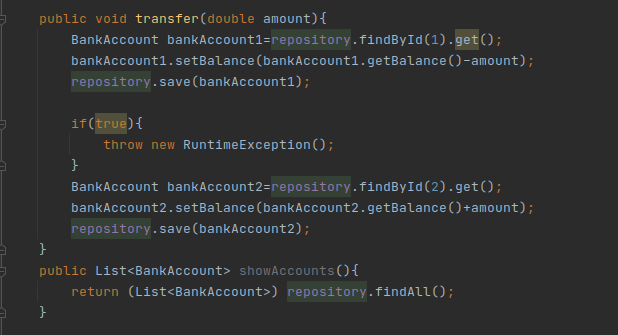 public void transfer(double amount){
BankAccount bankAccount1=repository.findById(1).get();
bankAccount1.setBalance(bankAccount1.getBalance()-amount);
repository.save(bankAccount1);
if(true){
throw new RuntimeException();
}
BankAccount bankAccount2=repository.findById(2).get();
bankAccount2.setBalance(bankAccount2.getBalance()+amount);
repository.save(bankAccount2);
}
public List<BankAccount> showAccounts(){
return (List<BankAccount>) repository.findAll();
}